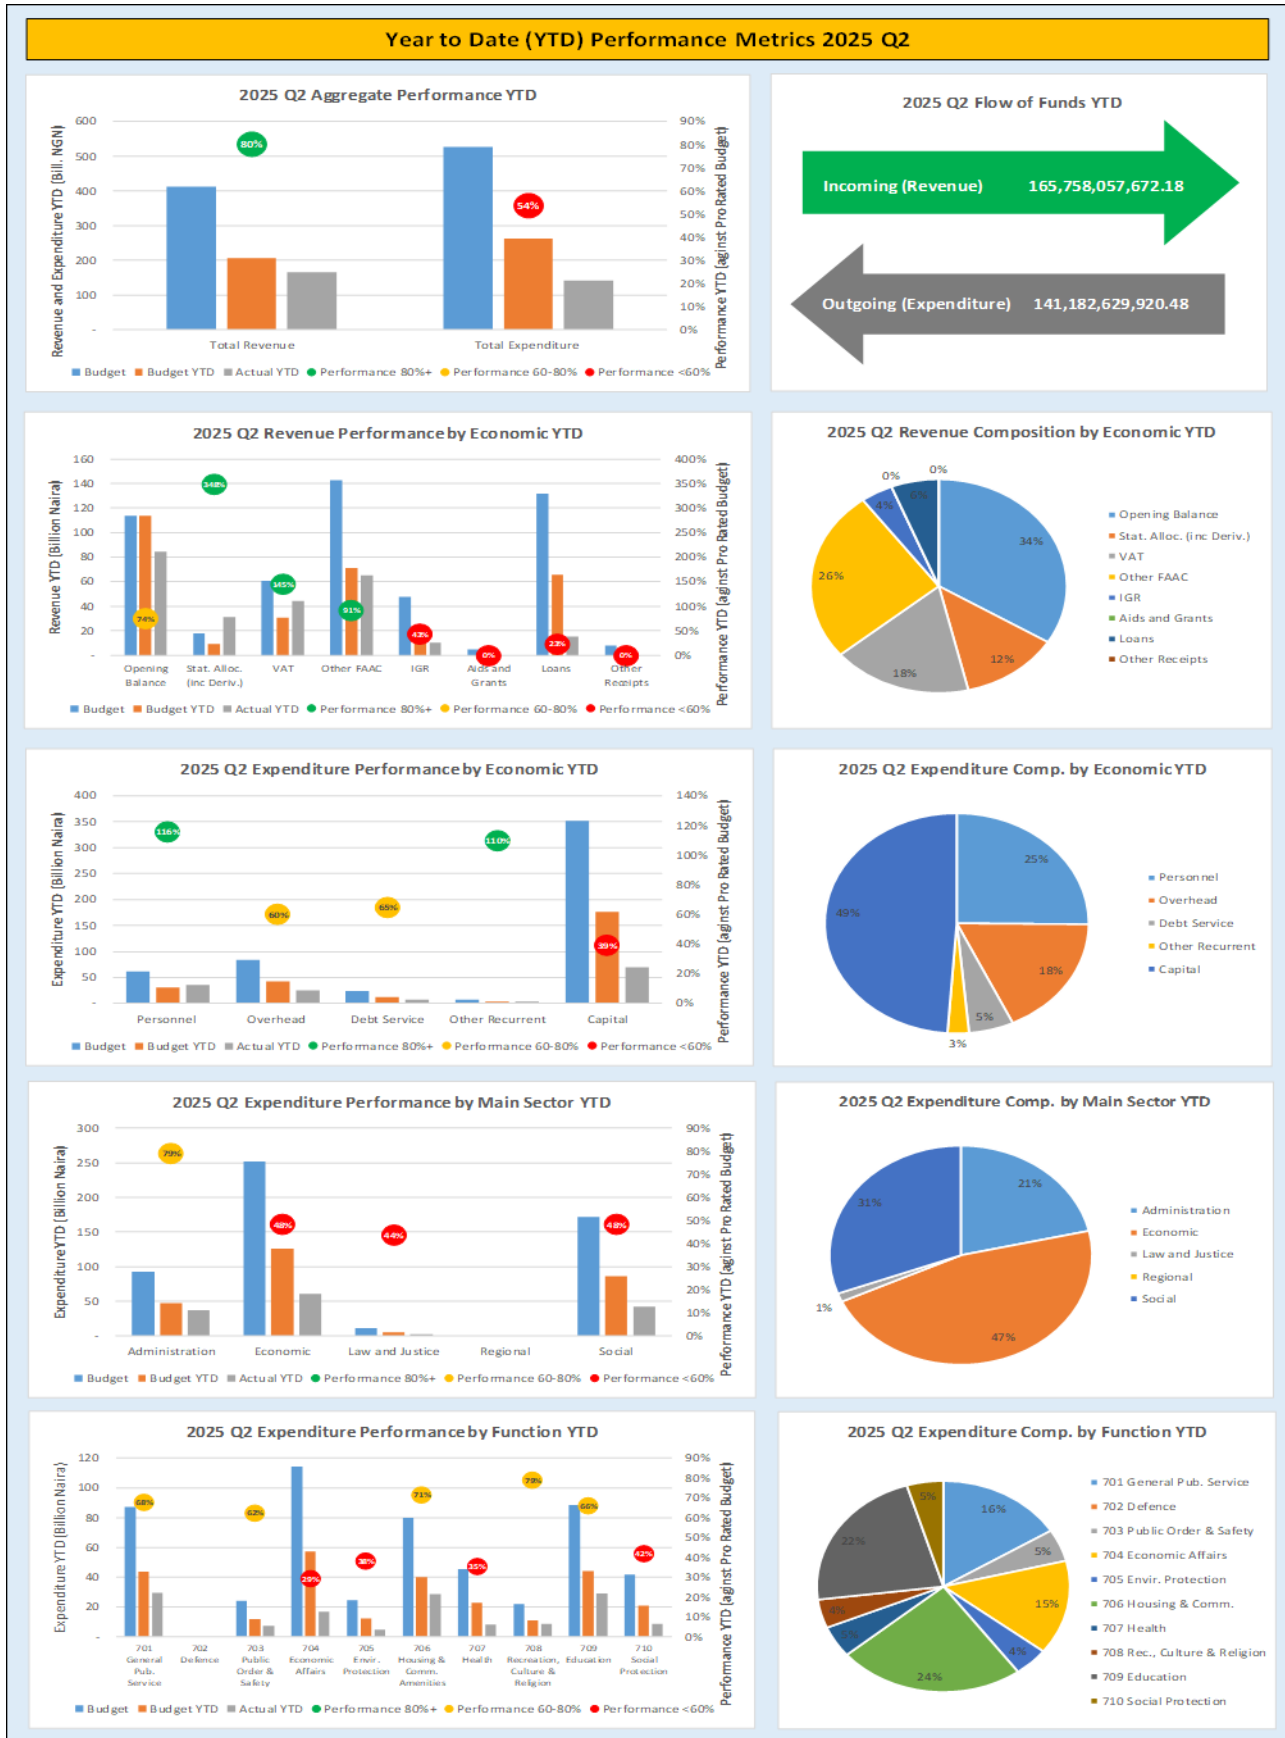 Year to Date (YTD) Performance Metrics 2025 Q2
2025 Q2 Aggregate Performance YTD
Revenue and Expenditure YTD (Bill. NGN)
600
500
400
300
200
100
-
90%
80%
70%
60%
50%
40%
30%
20%
10%
0%
Performance YTD (aginst Pro Rated Budget)
80%
54%
Total Revenue
Total Expenditure
Budget
Budget YTD
Actual YTD
Performance 80%+
Performance 60-80%
Performance <60%
2025 Q2 Flow of Funds YTD
Incoming (Revenue) 165,758,057,672.18
Outgoing (Expenditure) 141,182,629,920.48
2025 Q2 Revenue Performance by Economic YTD
Revenue YTD (Billion Naira)
160
140
120
100
80
60
40
20
-
400%
350%
300%
250%
200%
150%
100%
50%
0%
Performance YTD (aginst Pro Rated Budget)
74%
348%
145%
91%
43%
0%
23%
0%
Opening
Balance
Stat. Alloc.
(inc Deriv.)
VAT
Other FAAC
IGR
Aids and
Grants
Loans
Other
Receipts
Budget
Budget YTD
Actual YTD
Performance 80%+
Performance 60-80%
Performance <60%
2025 Q2 Revenue Composition by Economic YTD
34%
12%
18%
26%
4%
0%
6%
0%
Opening Balance
Stat. Alloc. (inc Deriv.)
VAT
Other FAAC
IGR
Aids and Grants
Loans
Other Receipts
2025 Q2 Expenditure Performance by Economic YTD
Expenditure YTD (Billion Naira)
400
350
300
250
200
150
100
50
-
140%
120%
100%
80%
60%
40%
20%
0%
Performance YTD (aginst Pro Rated Budget)
116%
60%
65%
110%
39%
Personnel
Overhead
Debt Service
Other Recurrent
Capital
Budget
Budget YTD
Actual YTD
Performance 80%+
Performance 60-80%
Performance <60%
2025 Q2 Expenditure Comp. by Economic YTD
25%
18%
5%
3%
49%
Personnel
Overhead
Debt Service
Other Recurrent
Capital
2025 Q2 Expenditure Performance by Main Sector YTD
Expenditure YTD (Billion Naira)
300
250
200
150
100
50
-
90%
80%
70%
60%
50%
40%
30%
20%
10%
0%
Performance YTD (aginst Pro Rated Budget)
79%
48%
44%
48%
Administration
Economic
Law and Justice
Regional
Social
Budget
Budget YTD
Actual YTD
Performance 80%+
Performance 60-80%
Performance <60%
2025 Q2 Expenditure Comp. by Main Sector YTD
21%
47%
1%
31%
Administration
Economic
Law and Justice
Regional
Social
2025 Q2 Expenditure Performance by Function YTD
Expenditure YTD (Billion Naira)
120
100
80
60
40
20
-
90%
80%
70%
60%
50%
40%
30%
20%
10%
0%
Performance YTD (aginst Pro Rated Budget)
68%
62%
29%
38%
71%
35%
79%
66%
42%
701
General
Pub.
Service
702
Defence
703
Public
Order &
Safety
704
Economic
Affairs
705
Envir.
Protection
706
Housing &
Comm.
Amenities
707
Health
708
Recreation,
Culture &
Religion
709
Education
710
Social
Protection
Budget
Budget YTD
Actual YTD
Performance 80%+
Performance 60-80%
Performance <60%
2025 Q2 Expenditure Comp. by Function YTD
16%
5%
15%
4%
24%
5%
4%
22%
5%
701 General Pub. Service
702 Defence
703 Public Order & Safety
704 Economic Affairs
705 Envir. Protection
706 Housing & Comm.
707 Health
708 Rec., Culture & Religion
709 Education
710 Social Protection